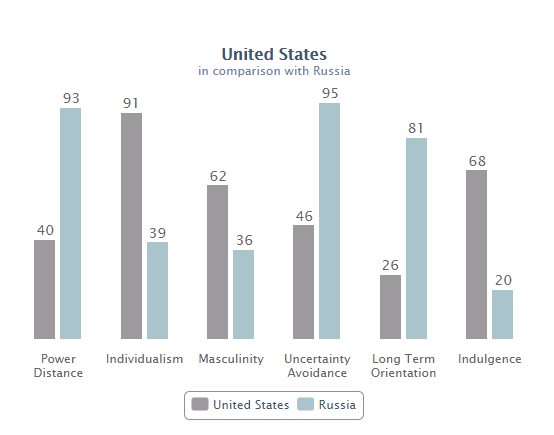 United States
in comparison with Russia
93
91
95
81
62
68
40
39
36
46
26
20
Power
Distance
Individualism
Masculinity
Uncertainty
Avoidance
Long Term
Orientation
Indulgence
United States
Russia